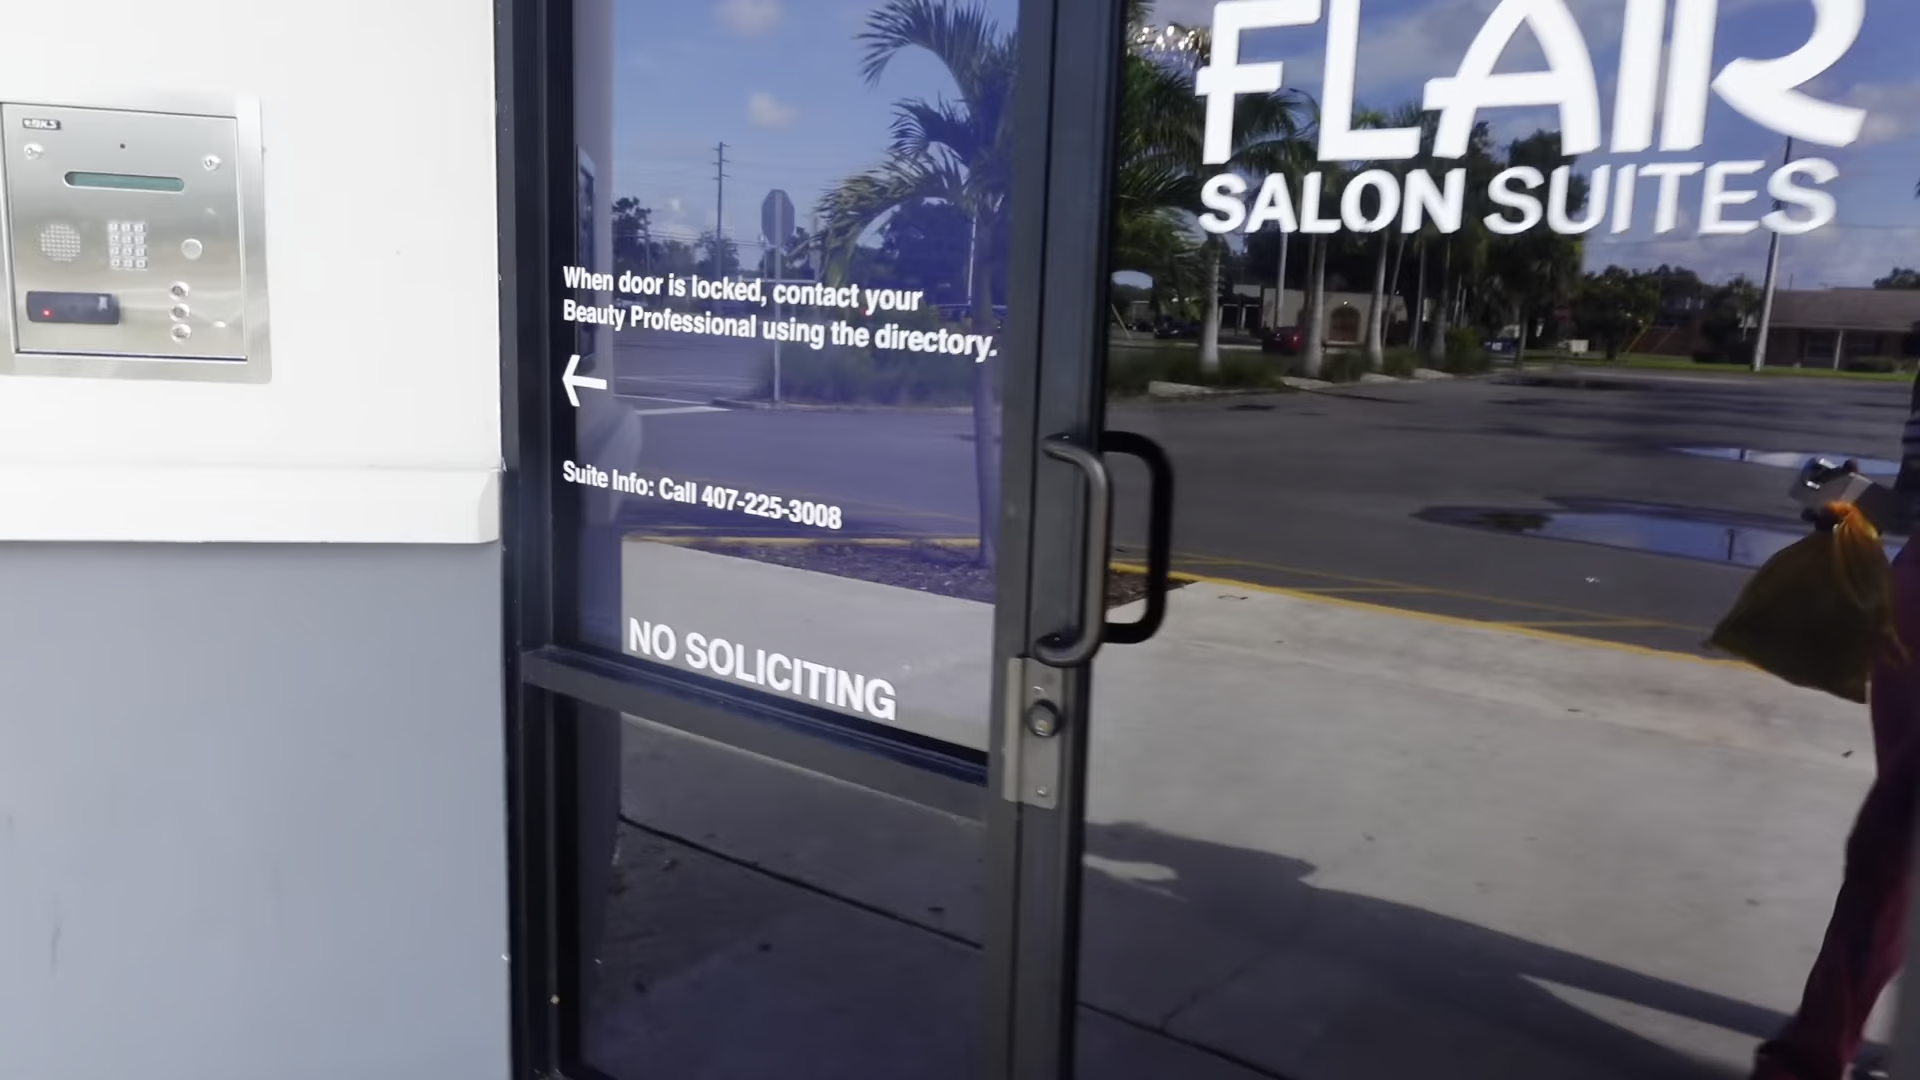 FLAIR
SALON SUITES
When door is locked, contact your
Beauty Professional using the directory.
←
Suite Info: Call 407-225-3008
NO SOLICITING